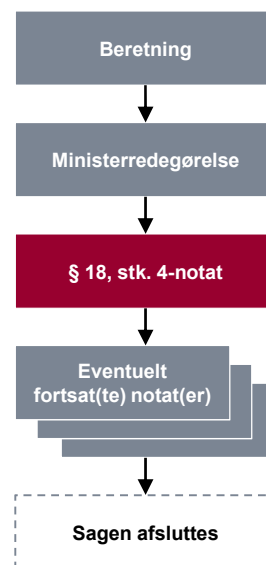 Beretning
Ministerredegørelse
§ 18, stk. 4-notat
Eventuelt
fortsat(te) notat(er)
Sagen afsluttes